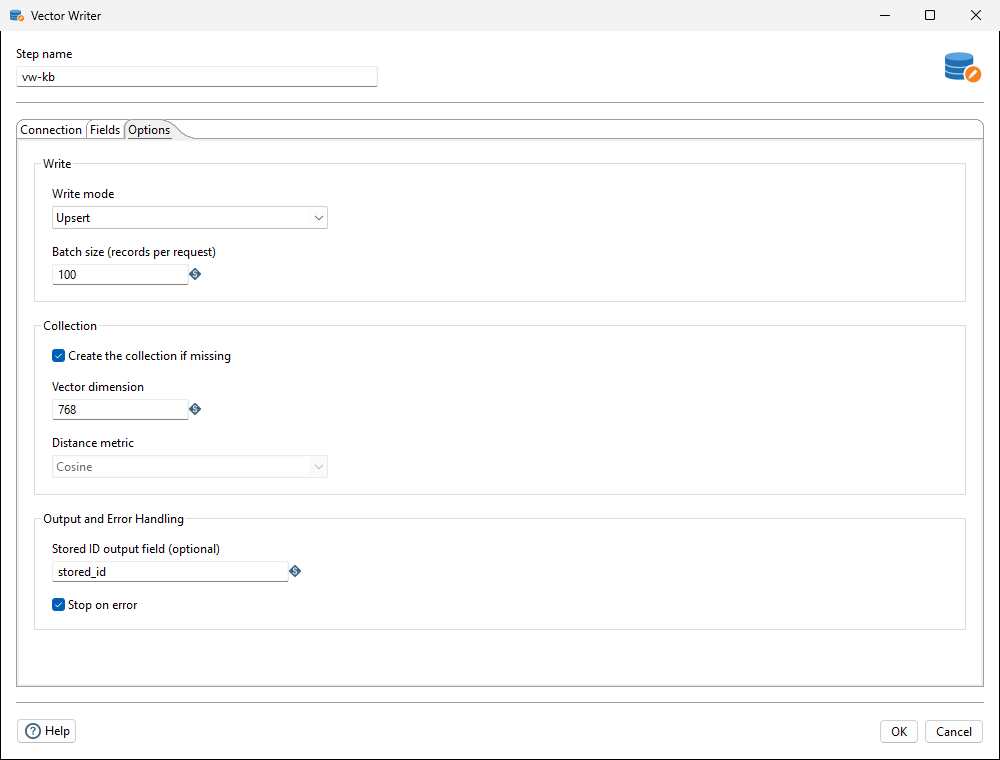 Vector Writer
Step name
vw-kb
Connection Fields Options
Write
Write mode
Upsert
Batch size (records per request)
100
Collection
Create the collection if missing
Vector dimension
768
Distance metric
Cosine
Output and Error Handling
Stored ID output field (optional)
stored_id
Stop on error
Help OK Cancel